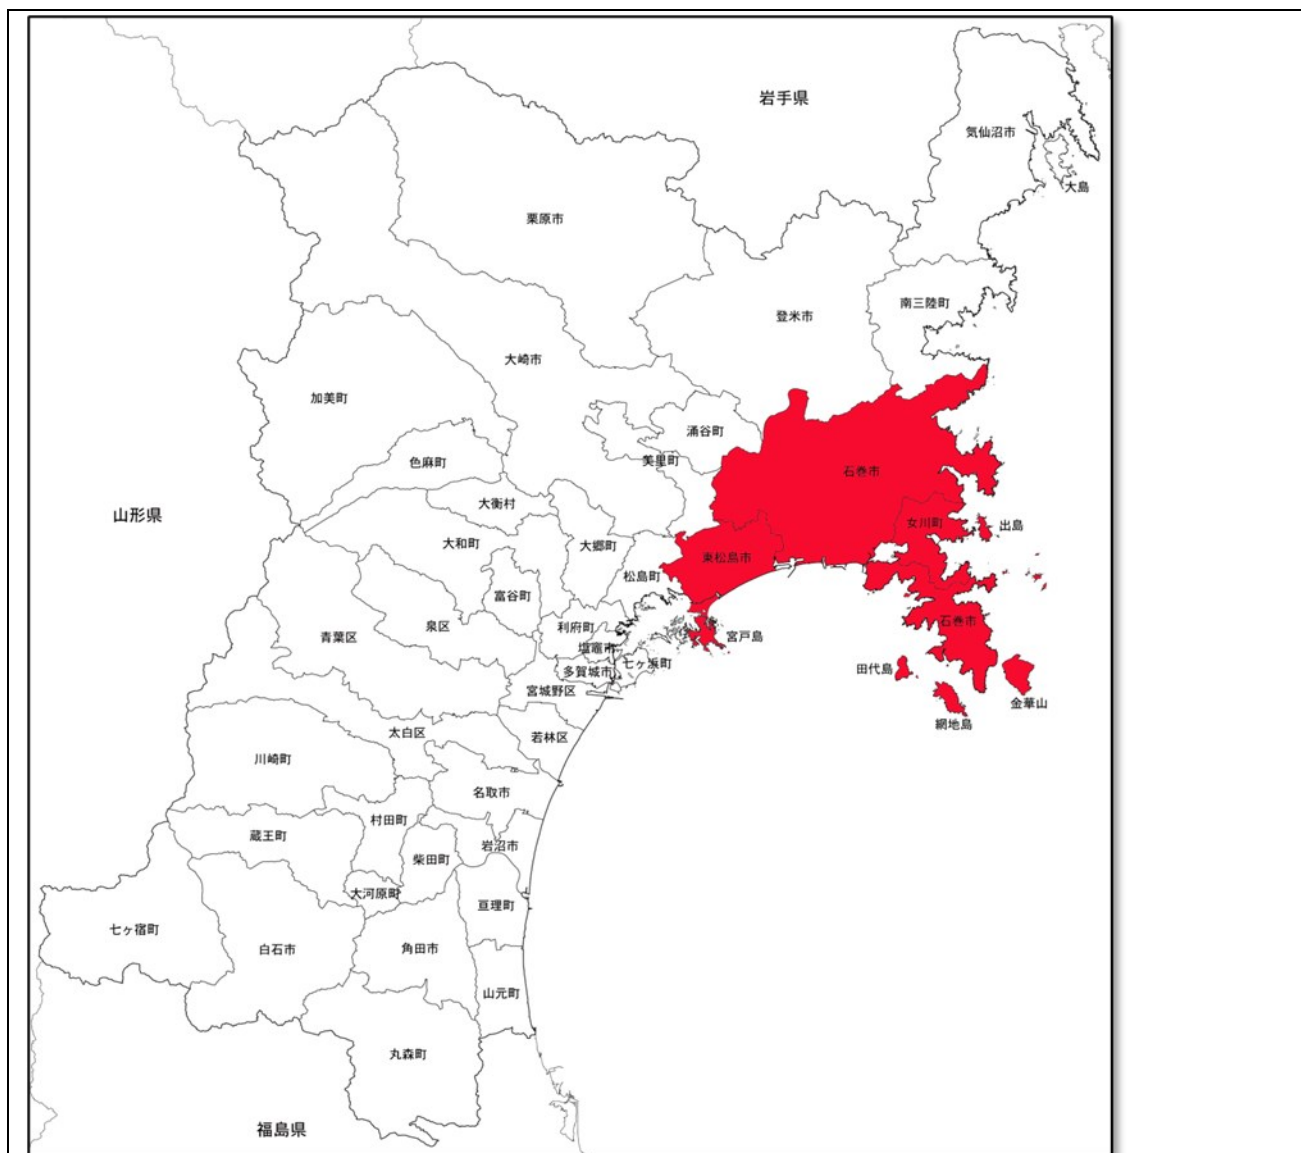 岩手県
気仙沼市
大島
栗原市
南三陸町
登米市
大崎市
加美町
涌谷町
色麻町
美里町
石巻市
大衡村
山形県
女川町
出島
大和町
大郷町
東松島市
松島町
富谷町
泉区
利府町
青葉区
宮戸島
石巻市
塩竈市
七ヶ浜町
多賀城市
田代島
宮城野区
金華山
網地島
太白区
若林区
川崎町
名取市
村田町
蔵王町
岩沼市
柴田町
大河原町
亘理町
七ヶ宿町
白石市
角田市
山元町
丸森町
福島県